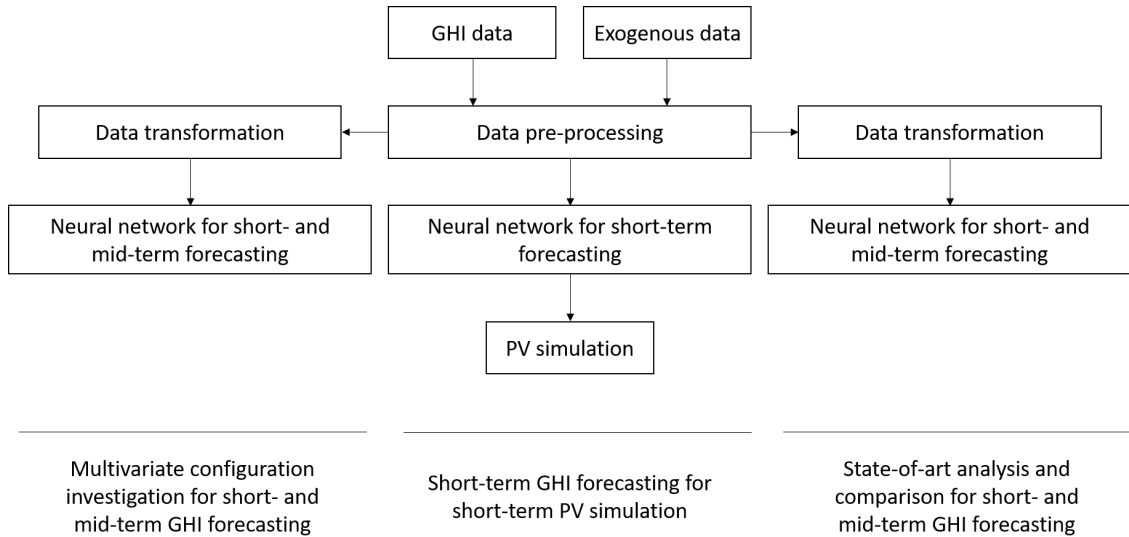 GHI data
Exogenous data
Data transformation
Data pre-processing
Data transformation
Neural network for short- and
mid-term forecasting
Neural network for short-term
forecasting
Neural network for short- and
mid-term forecasting
PV simulation
Multivariate configuration
investigation for short- and
mid-term GHI forecasting
Short-term GHI forecasting for
short-term PV simulation
State-of-art analysis and
comparison for short- and
mid-term GHI forecasting